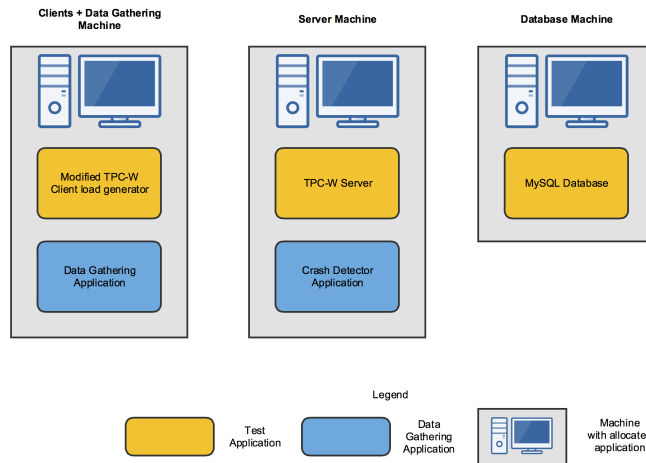 Clients + Data Gathering
Machine
Server Machine
Database Machine
Modified TPC-W
Client load generator
TPC-W Server
MySQL Database
Data Gathering
Application
Crash Detector
Application
Legend
Test
Application
Data
Gathering
Application
Machine
with allocate
application